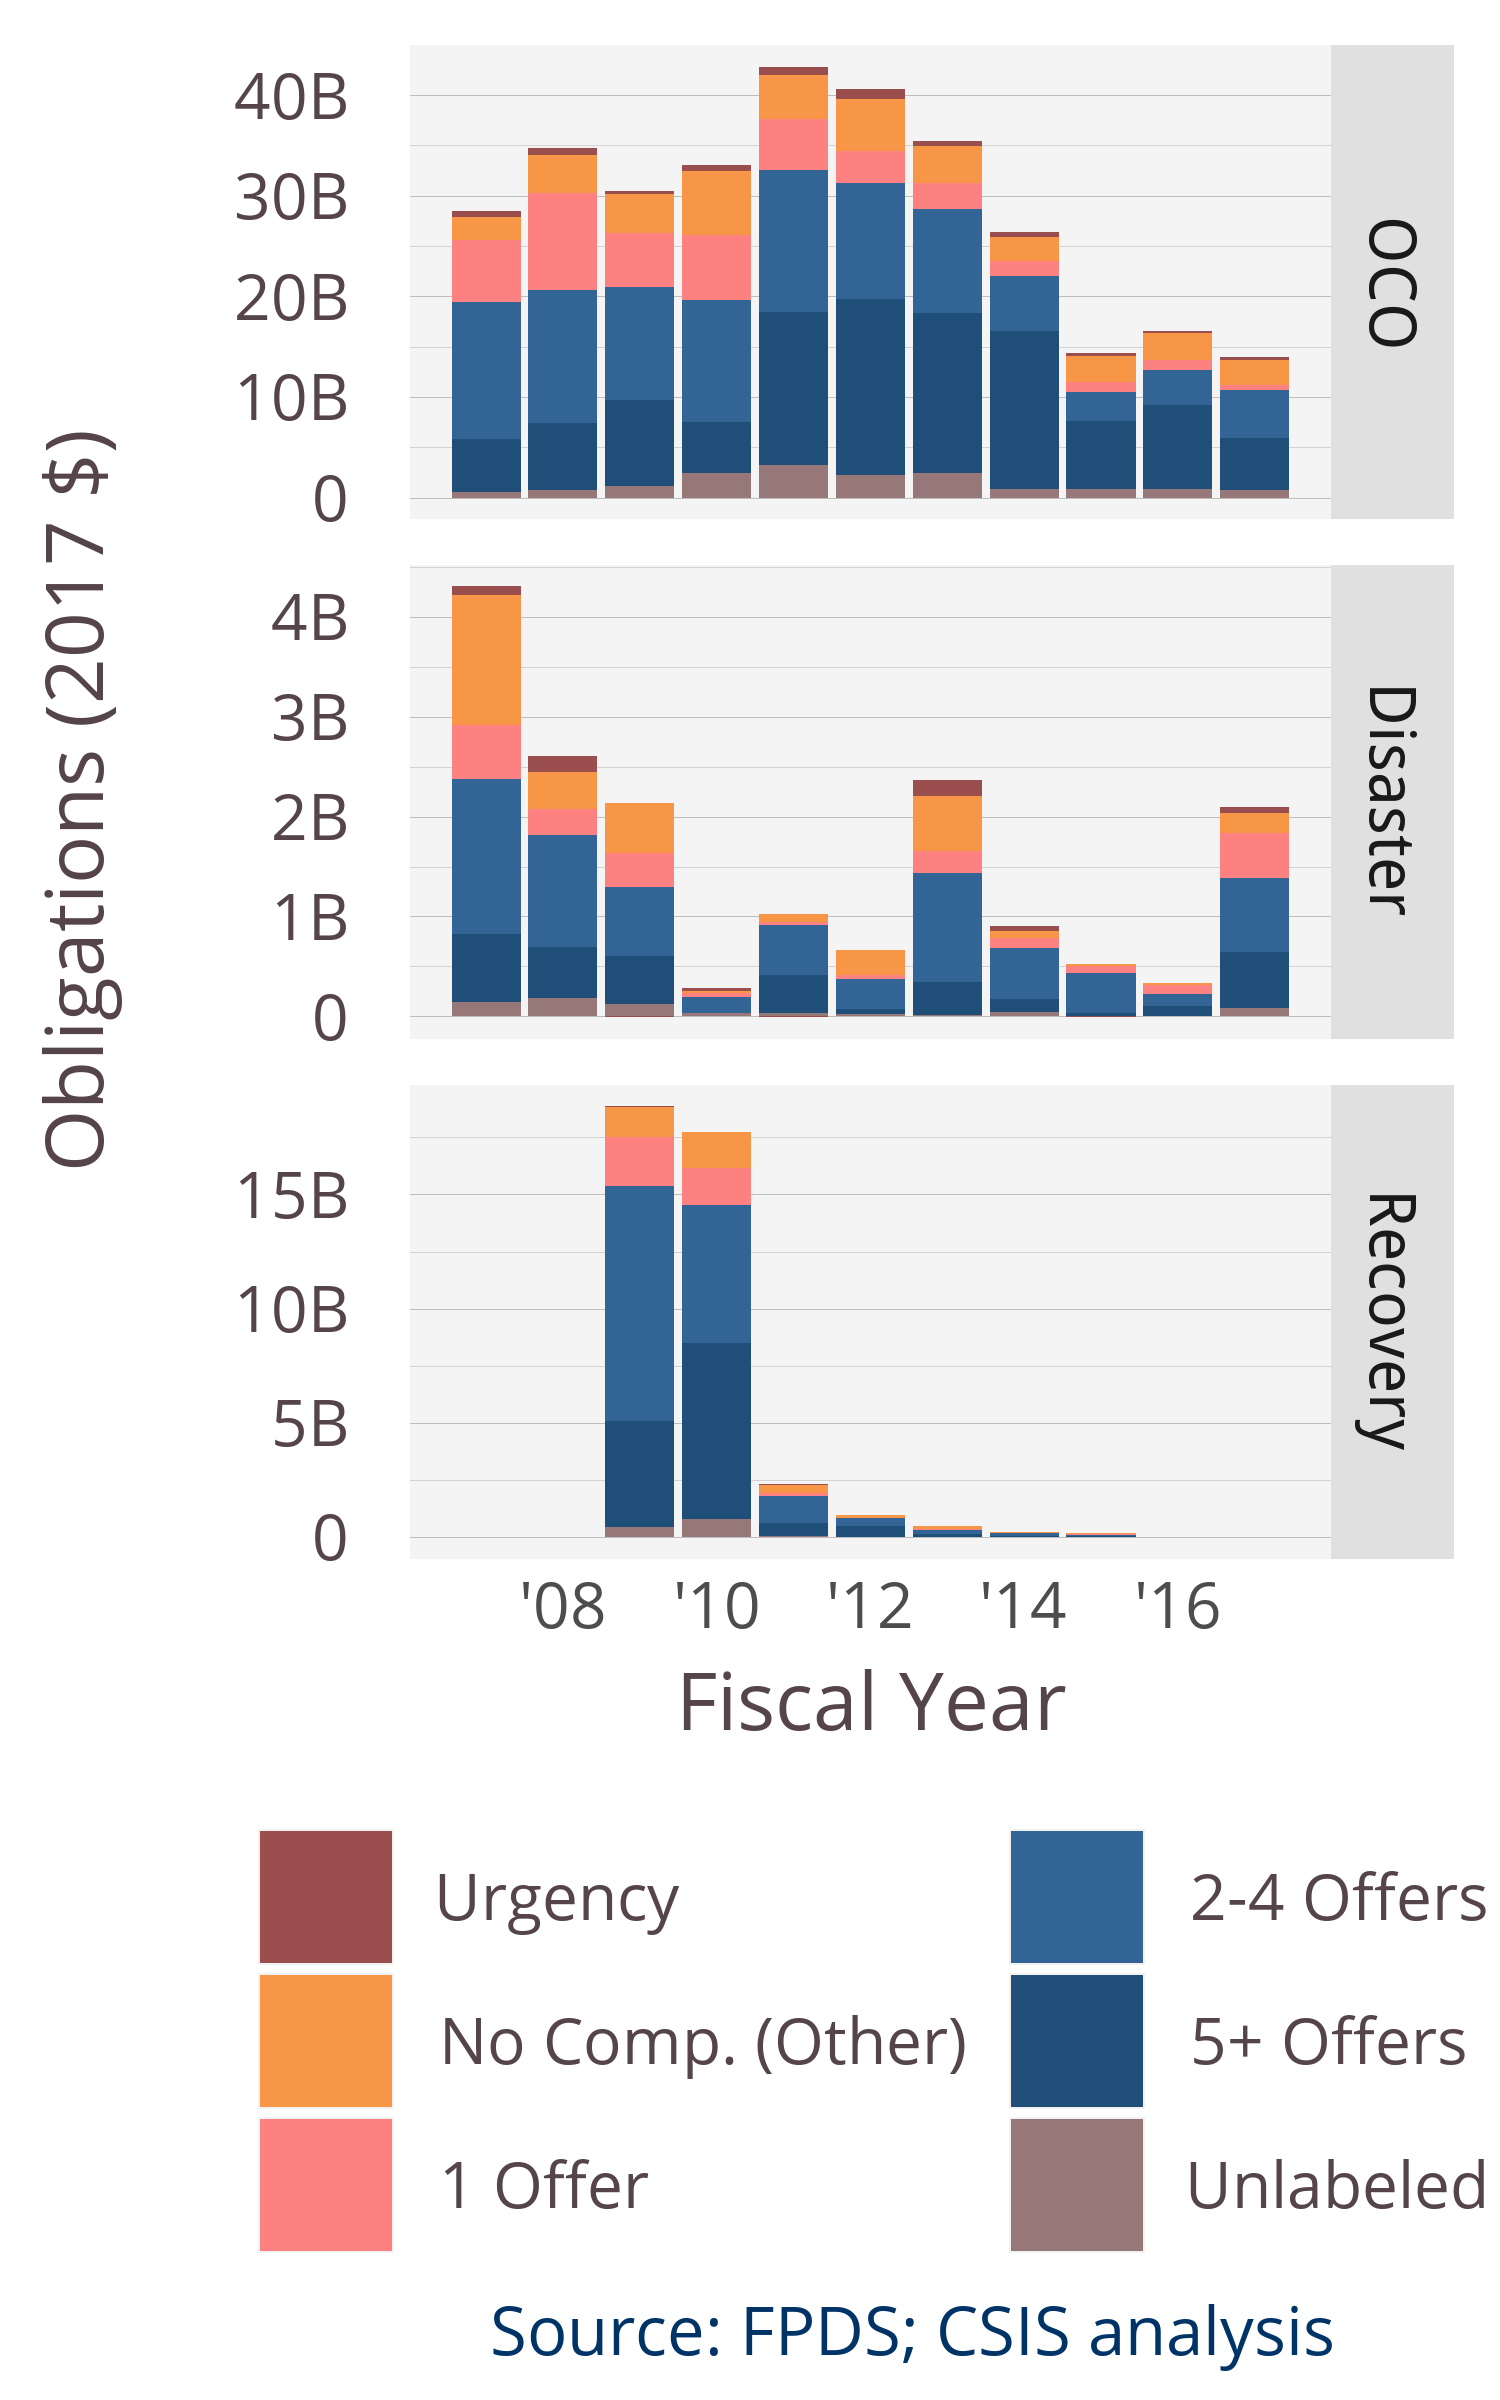 Obligations (2017 $)
40B
30B
20B
10B
0
OCO
4B
3B
2B
1B
0
Disaster
15B
10B
5B
0
Recovery
'08 '10 '12 '14 '16
Fiscal Year
Urgency
No Comp. (Other)
1 Offer
2-4 Offers
5+ Offers
Unlabeled
Source: FPDS; CSIS analysis